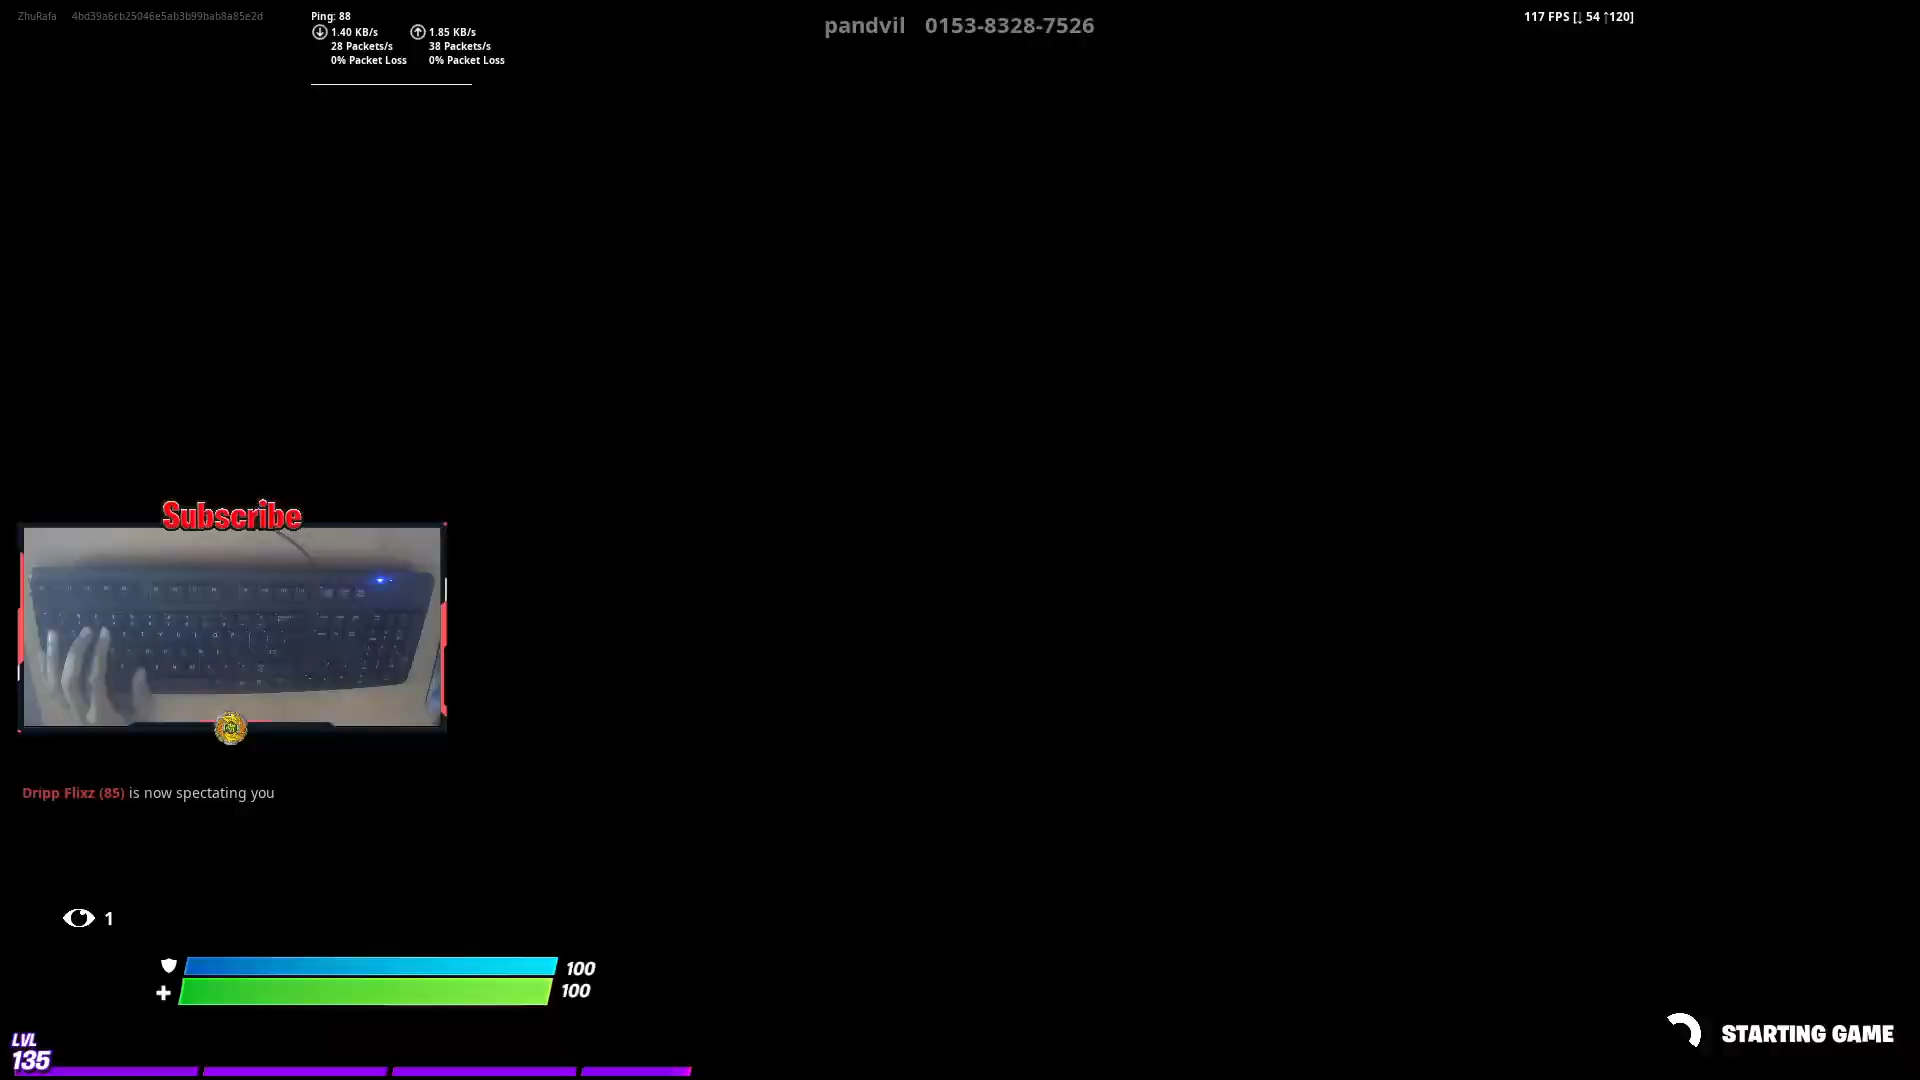 ZhuRafa 4bd39a6cb25046e5ab3b99bab8a85e2d
Ping: 88
1.40 KB/s 1.85 KB/s
28 Packets/s 38 Packets/s
0% Packet Loss 0% Packet Loss
pandvil 0153-8328-7526
117 FPS [↓ 54 ↑120]
Subscribe
Dripp Flixz (85) is now spectating you
1
100
100
LVL
135
STARTING GAME